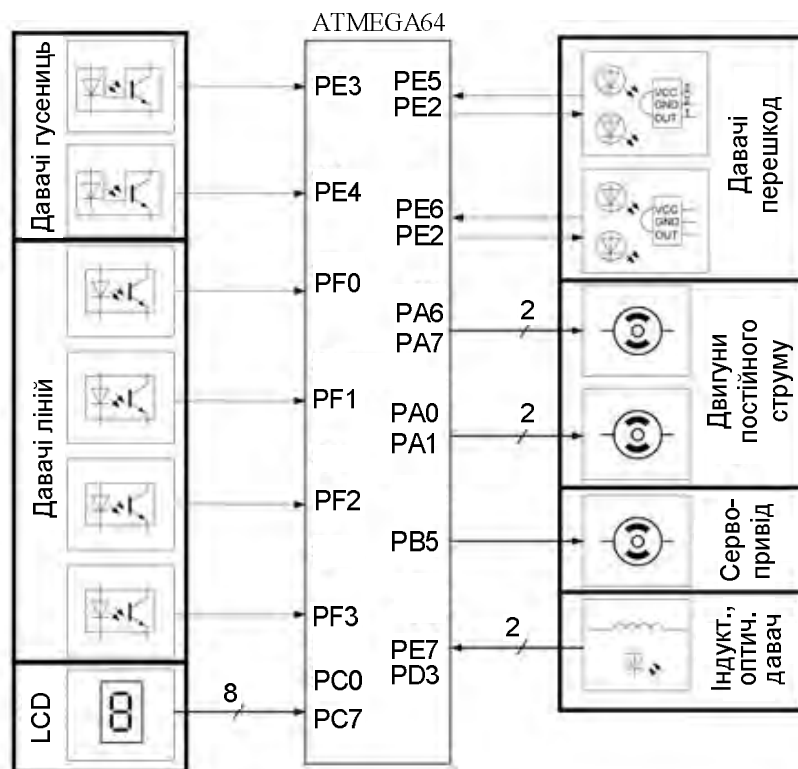 ATMEGA64
Давачі гусениць
Давачі ліній
LCD
PE3
PE4
PF0
PF1
PF2
PF3
PC0
PC7
8
PE5
PE2
PE6
PE2
PA6
PA7
PA0
PA1
PB5
PE7
PD3
2
2
2
VCC
GND
OUT
VCC
GND
OUT
Давачі
перешкод
Двигуни
постійного
струму
Серво-
привід
Індукт.,
оптич.
давач